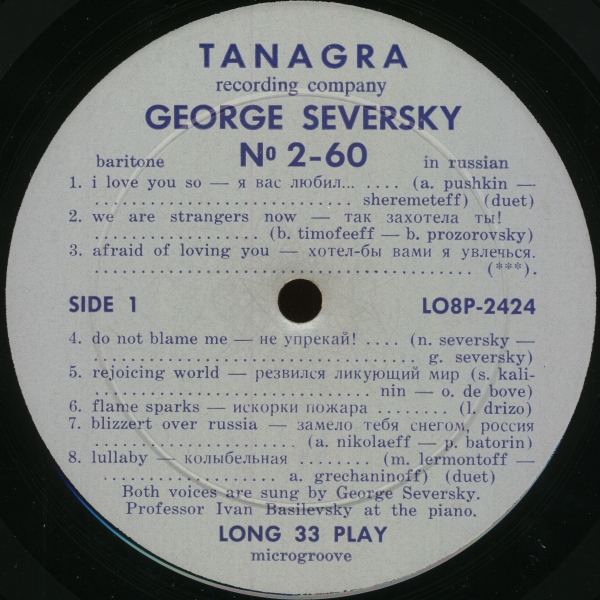 TANAGRA
recording company
GEORGE SEVERSKY
baritone № 2-60 in russian
1. i love you so — я вас любил... .... (a. pushkin —
............................ sheremeteff) (duet)
2. we are strangers now — так захотела ты!
.................. (b. timofeeff — b. prozorovsky)
3. afraid of loving you — хотел-бы вами я увлечься.
......................................... (***).
SIDE 1 LO8P-2424
4. do not blame me — не упрекай! .... (n. seversky —
................................... g. seversky)
5. rejoicing world — резвился ликующий мир (s. kali-
............................... nin — o. de bove)
6. flame sparks — искорки пожара ........ (l. drizo)
7. blizzert over russia — замело тебя снегом, россия
...................... (a. nikolaeff — p. batorin)
8. lullaby — колыбельная ........ (m. lermontoff —
.................... a. grechaninoff) (duet)
Both voices are sung by George Seversky.
Professor Ivan Basilevsky at the piano.
LONG 33 PLAY
microgroove